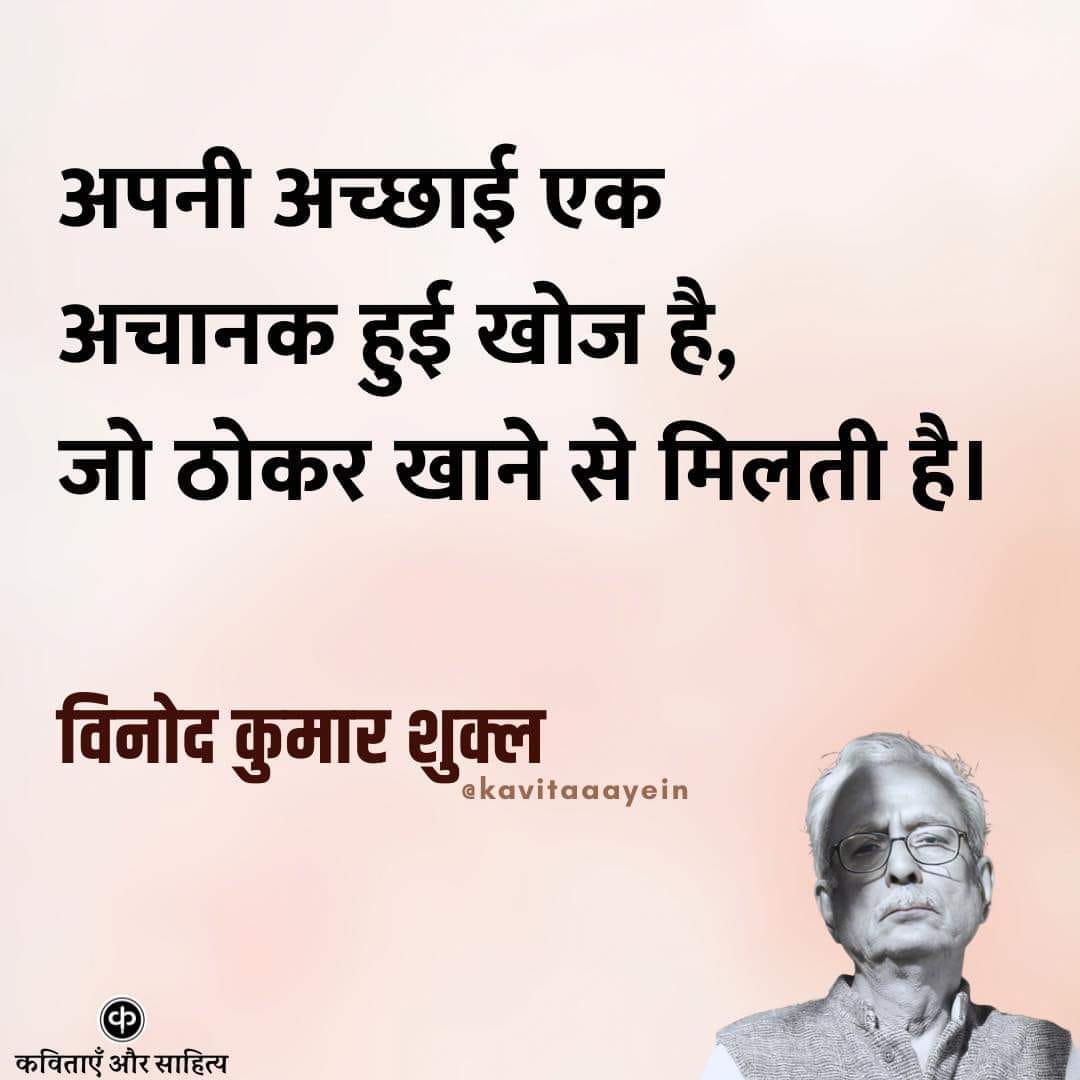 अपनी अच्छाई एक
अचानक हुई खोज है,
जो ठोकर खाने से मिलती है।
विनोद कुमार शुक्ल
@kavitaaayein
क
कविताएँ और साहित्य